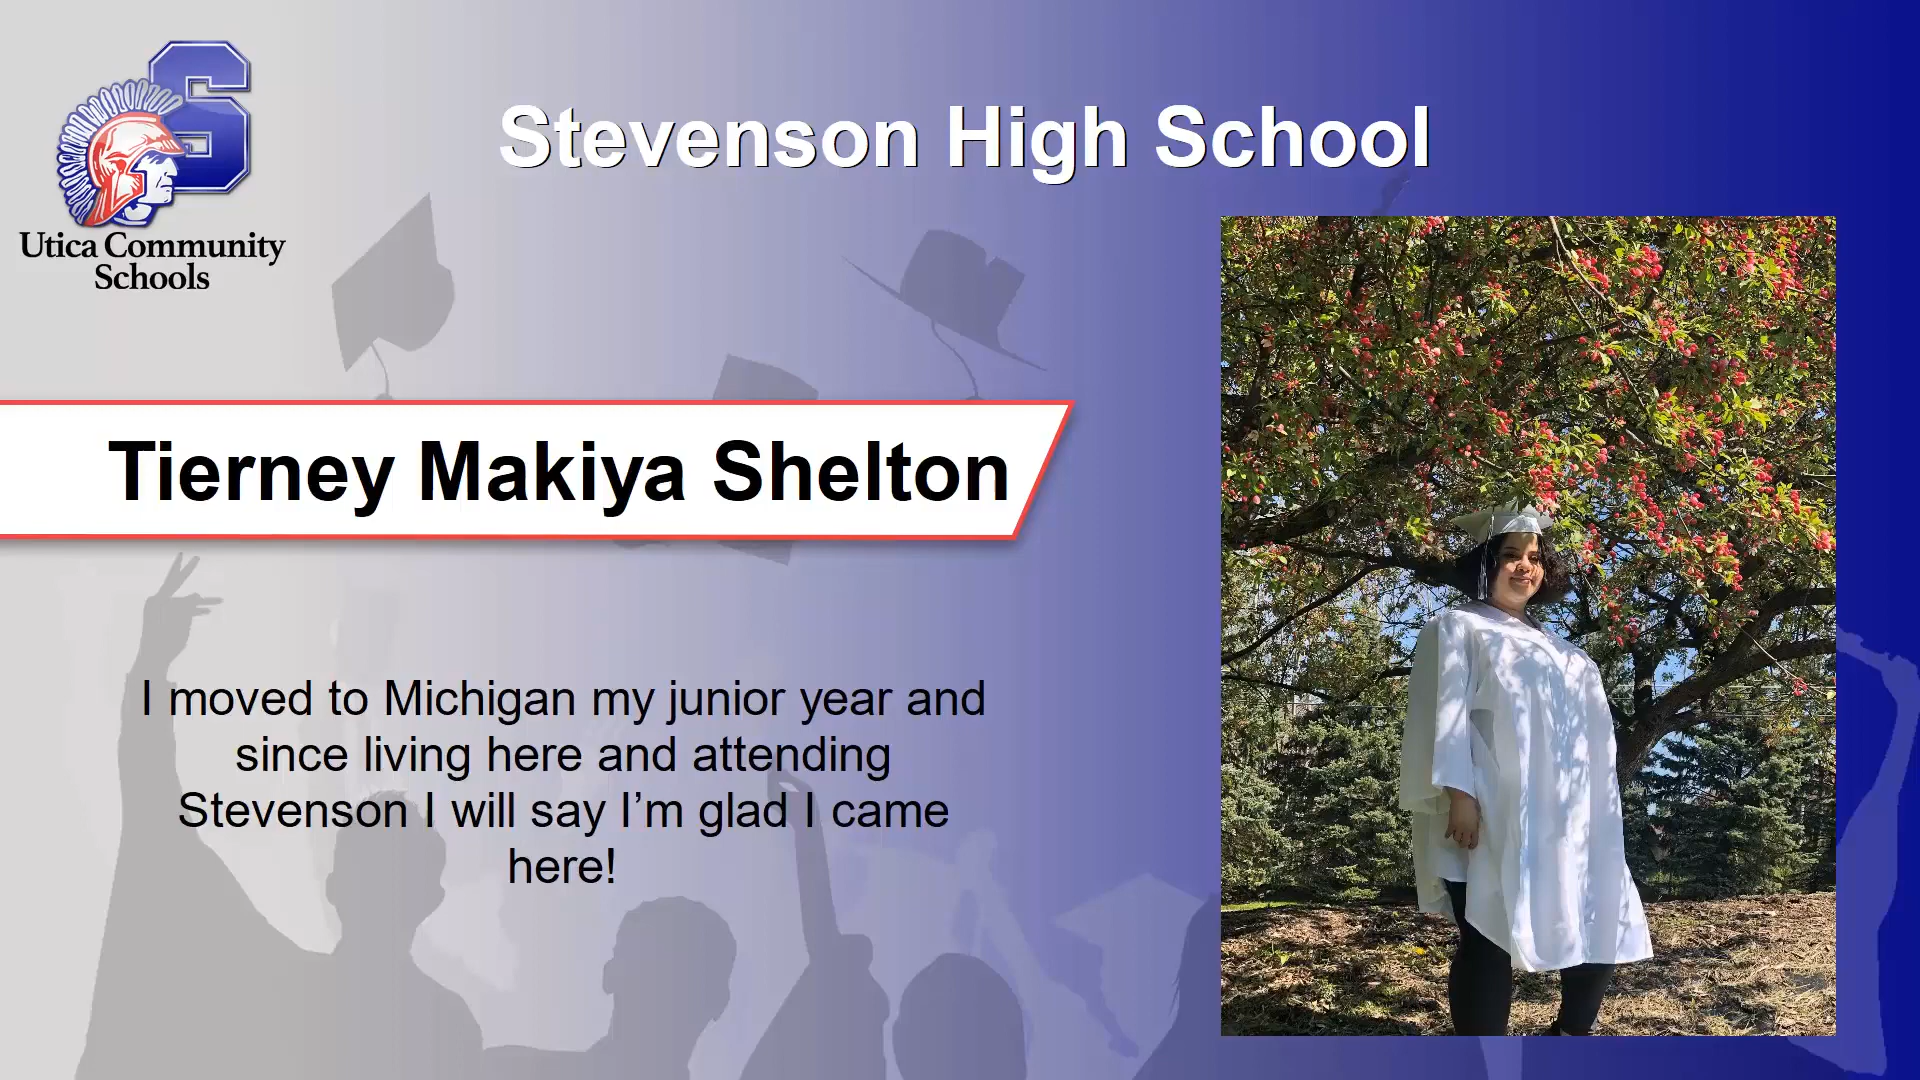 S
Utica Community
Schools
Stevenson High School
Tierney Makiya Shelton
I moved to Michigan my junior year and
since living here and attending
Stevenson I will say I’m glad I came
here!